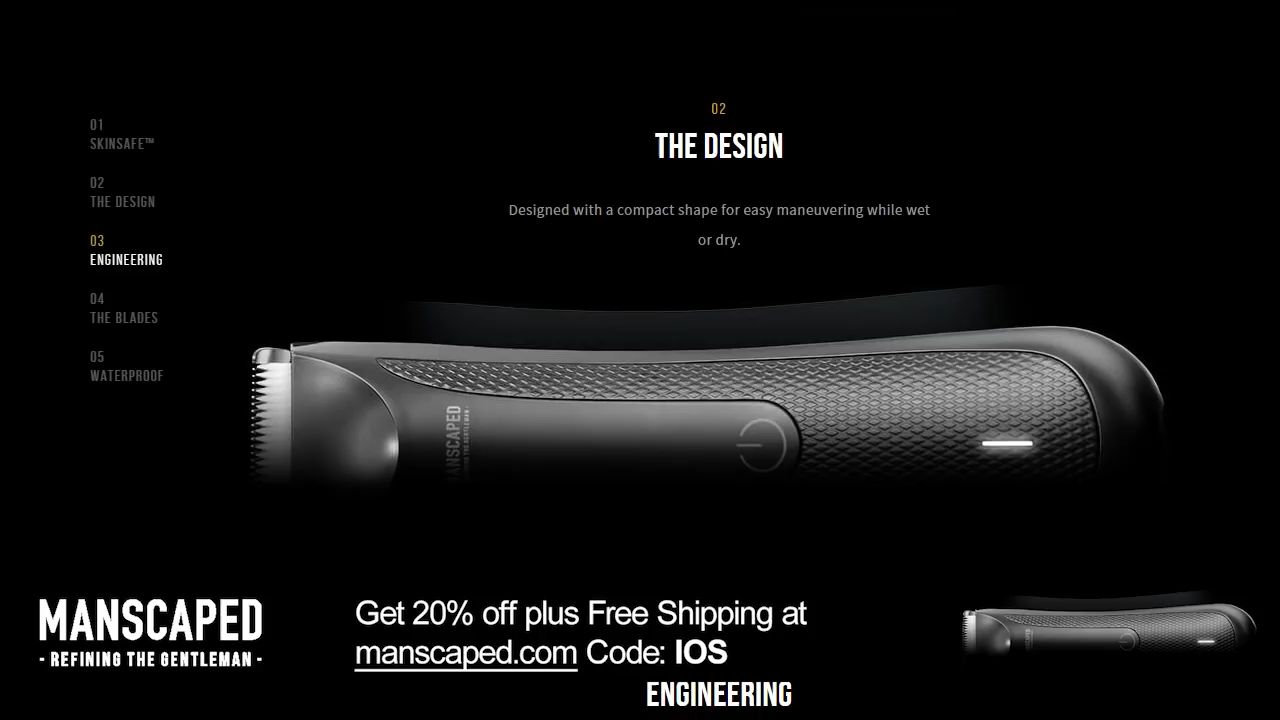 01
SKINSAFE™
02
THE DESIGN
03
ENGINEERING
04
THE BLADES
05
WATERPROOF
02
THE DESIGN
Designed with a compact shape for easy maneuvering while wet
or dry.
MANSCAPED
MANSCAPED
- REFINING THE GENTLEMAN -
Get 20% off plus Free Shipping at
manscaped.com Code: IOS
ENGINEERING